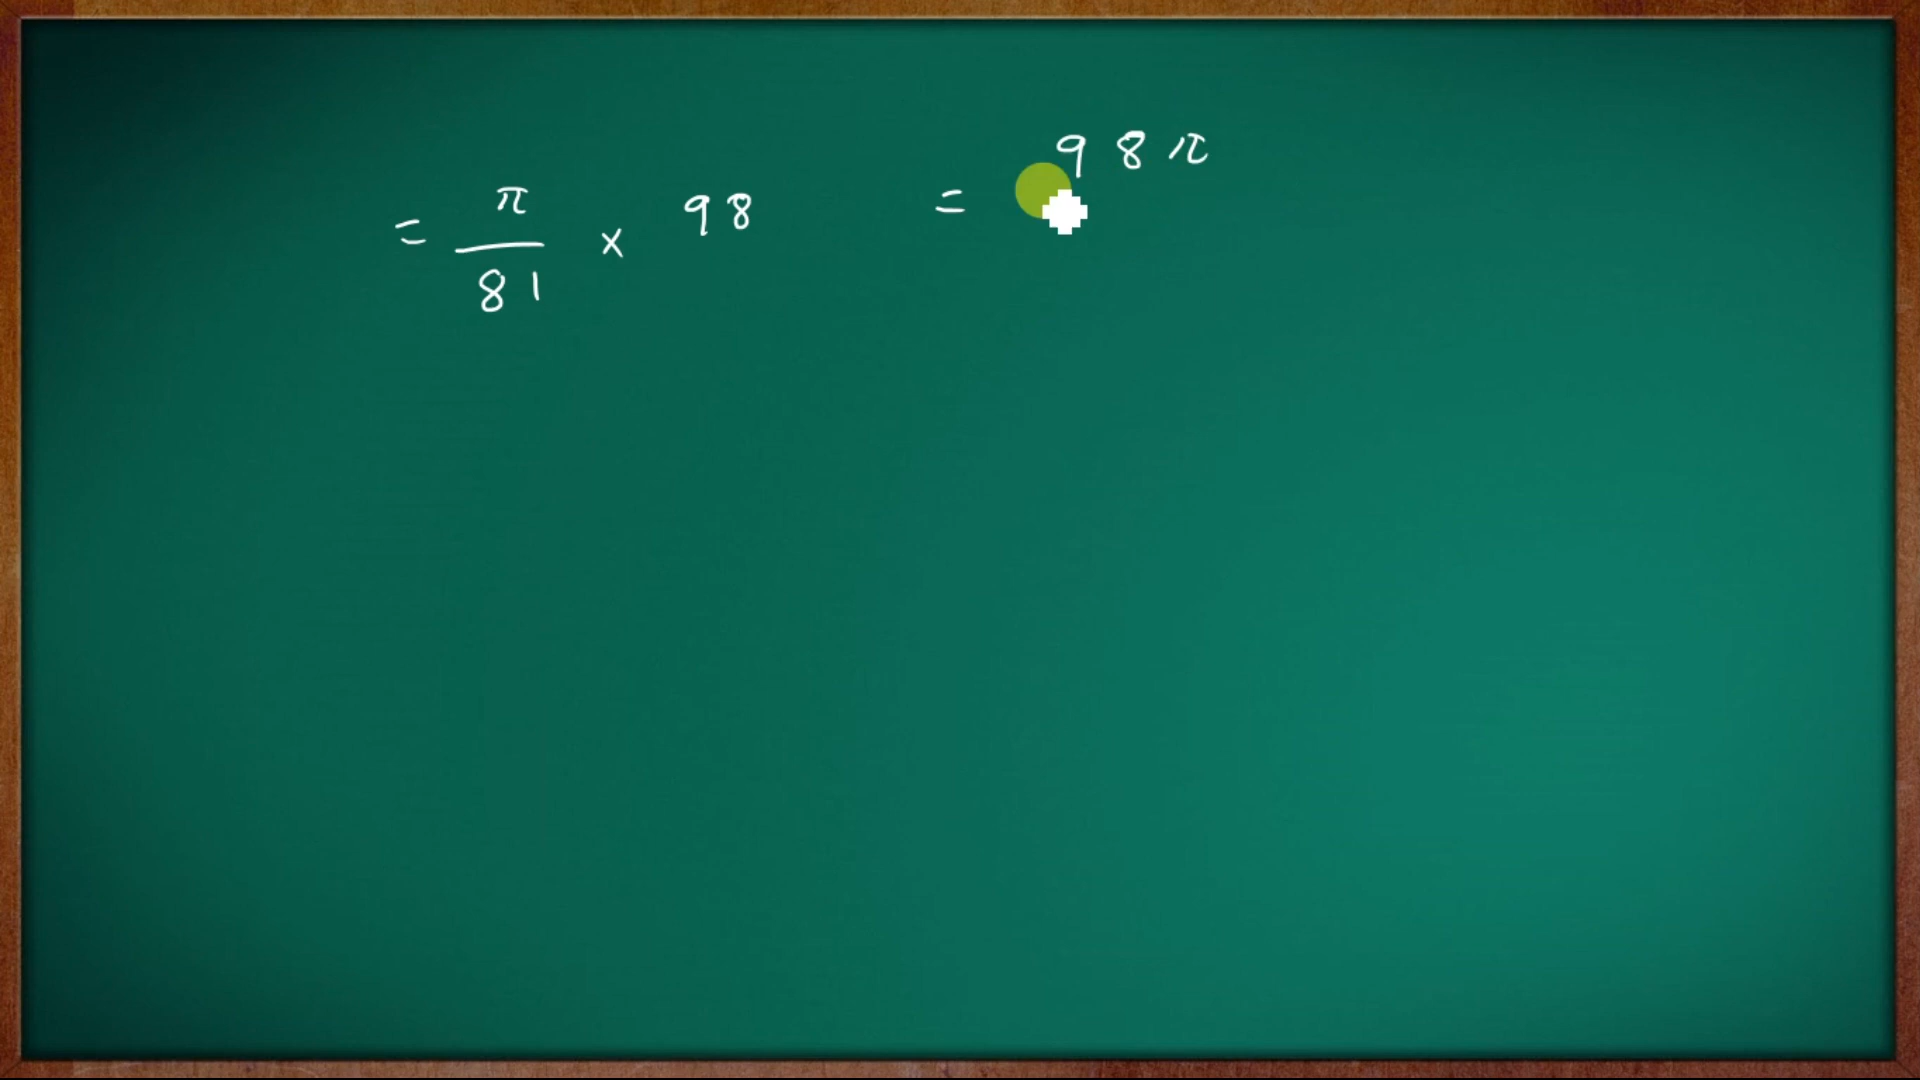 = π/81 × 98 = 98π